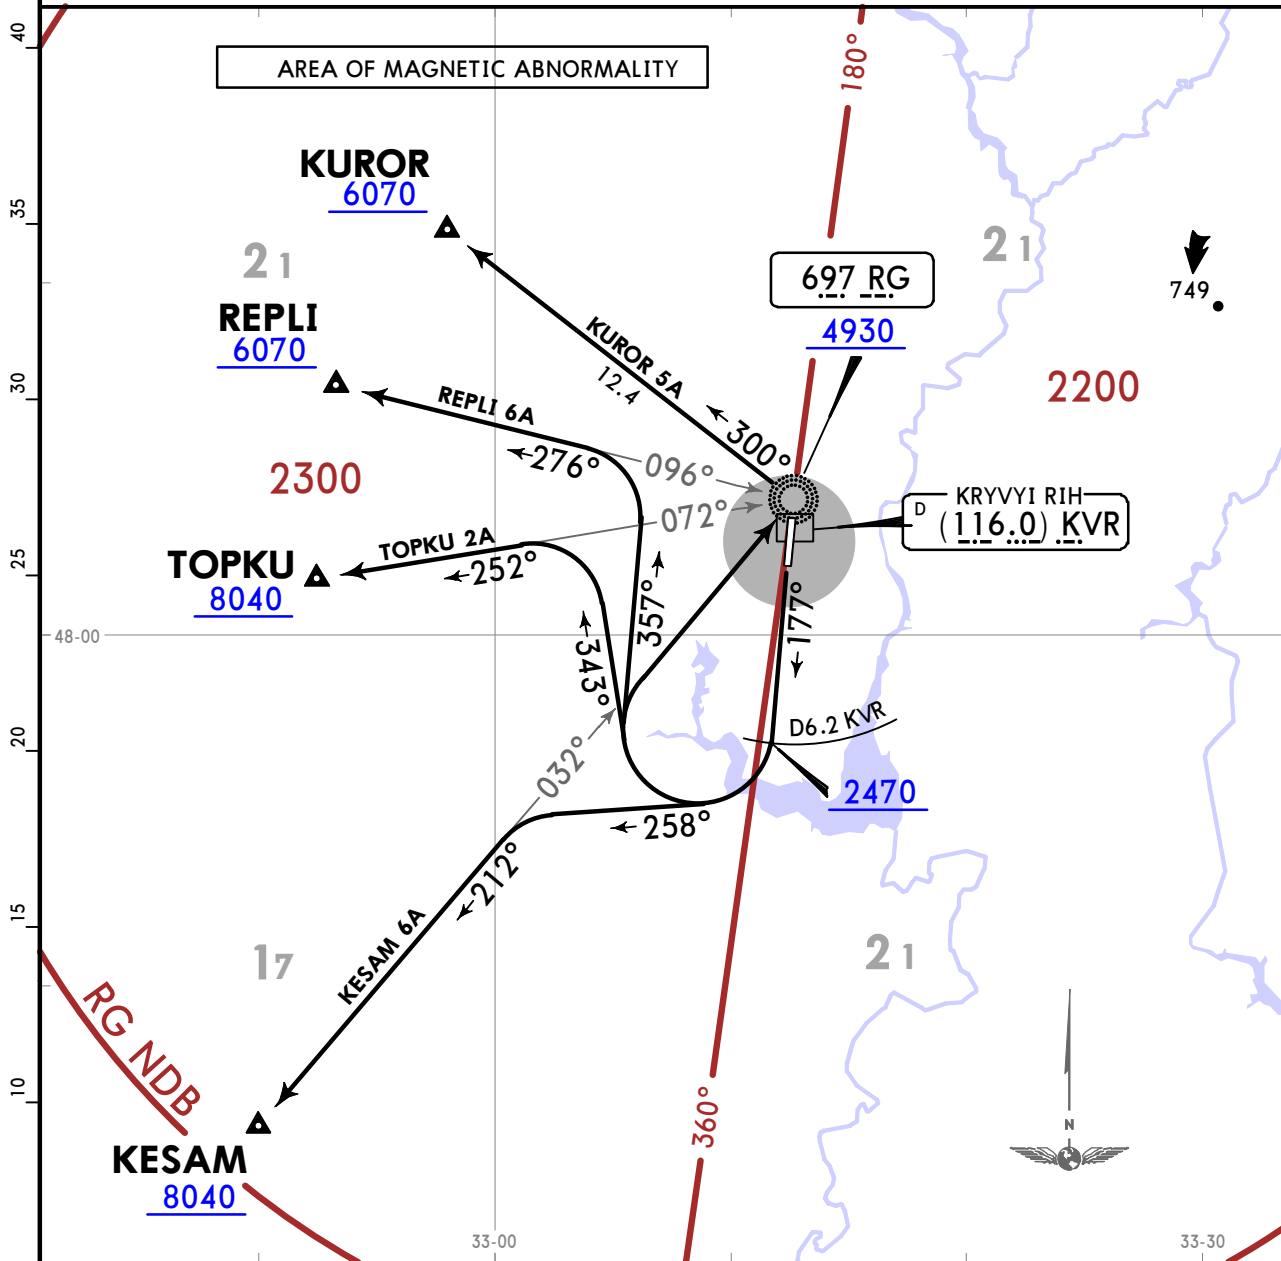 40
180°
AREA OF MAGNETIC ABNORMALITY
KUROR
6070
35
21
21
697 RG
749
REPLI
6070
4930
KUROR 5A
12.4
30
2200
REPLI 6A
300°
276°
096°
2300
KRYVYI RIH
D (116.0) KVR
072°
TOPKU 2A
25
TOPKU
252°
8040
357°
177°
48-00
343°
D6.2 KVR
20
032°
2470
258°
212°
15
KESAM 6A
17
21
RG NDB
10
360°
N
KESAM
8040
33-00
33-30